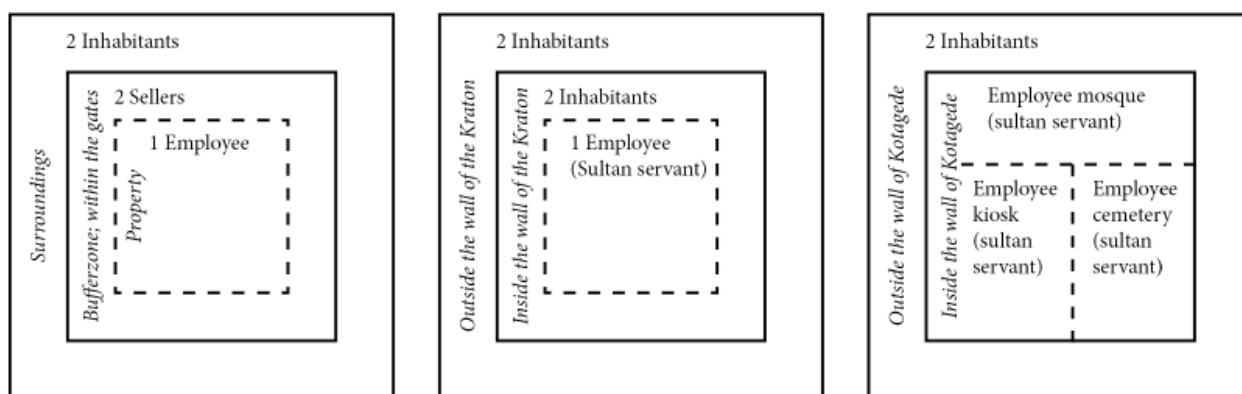 2 Inhabitants
Surroundings
Bufferzone; within the gates
2 Sellers
1 Employee
Property
2 Inhabitants
Outside the wall of the Kraton
Inside the wall of the Kraton
2 Inhabitants
1 Employee
(Sultan servant)
2 Inhabitants
Outside the wall of Kotagede
Inside the wall of Kotagede
Employee mosque
(sultan servant)
Employee
kiosk
(sultan
servant)
Employee
cemetery
(sultan
servant)